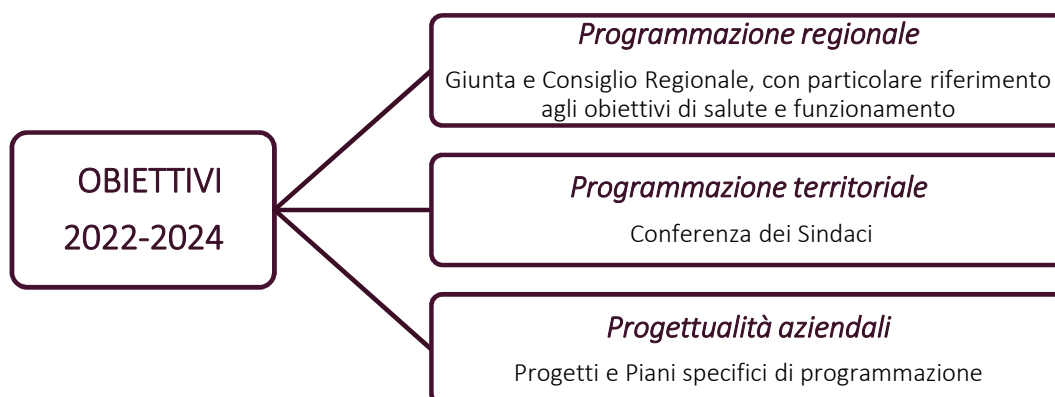 OBIETTIVI
2022-2024
Programmazione regionale
Giunta e Consiglio Regionale, con particolare riferimento
agli obiettivi di salute e funzionamento
Programmazione territoriale
Conferenza dei Sindaci
Progettualità aziendali
Progetti e Piani specifici di programmazione